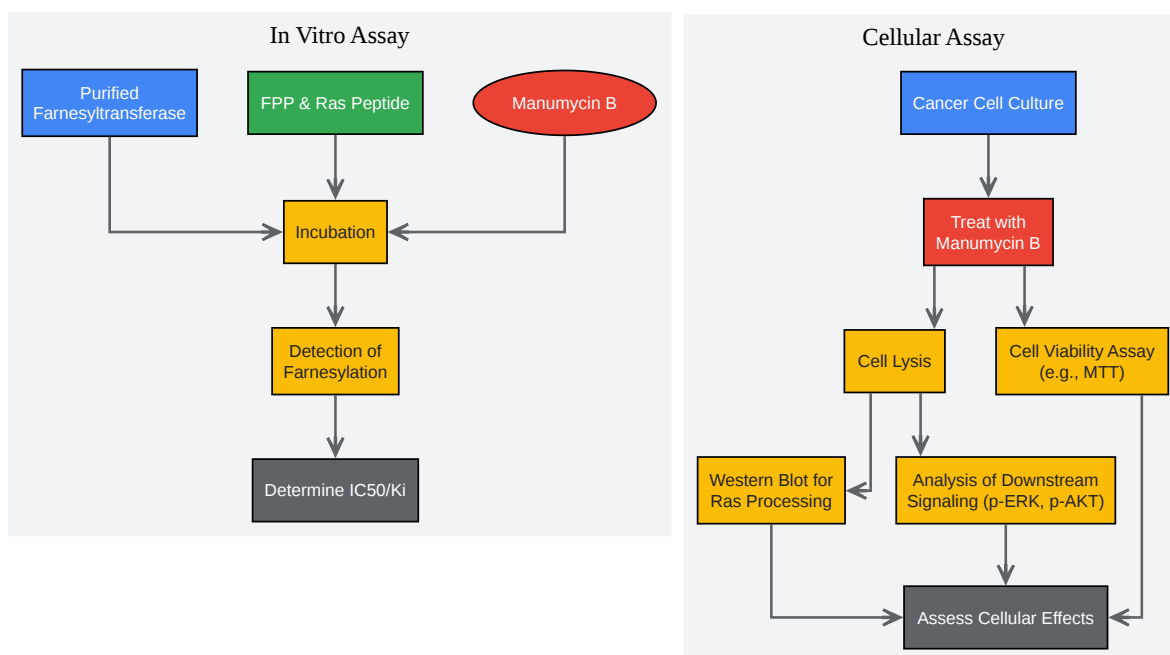 In Vitro Assay
Purified
Farnesyltransferase
FPP & Ras Peptide
Manumycin B
Incubation
Detection of
Farnesylation
Determine IC50/Ki
Cellular Assay
Cancer Cell Culture
Treat with
Manumycin B
Cell Lysis
Cell Viability Assay
(e.g., MTT)
Western Blot for
Ras Processing
Analysis of Downstream
Signaling (p-ERK, p-AKT)
Assess Cellular Effects